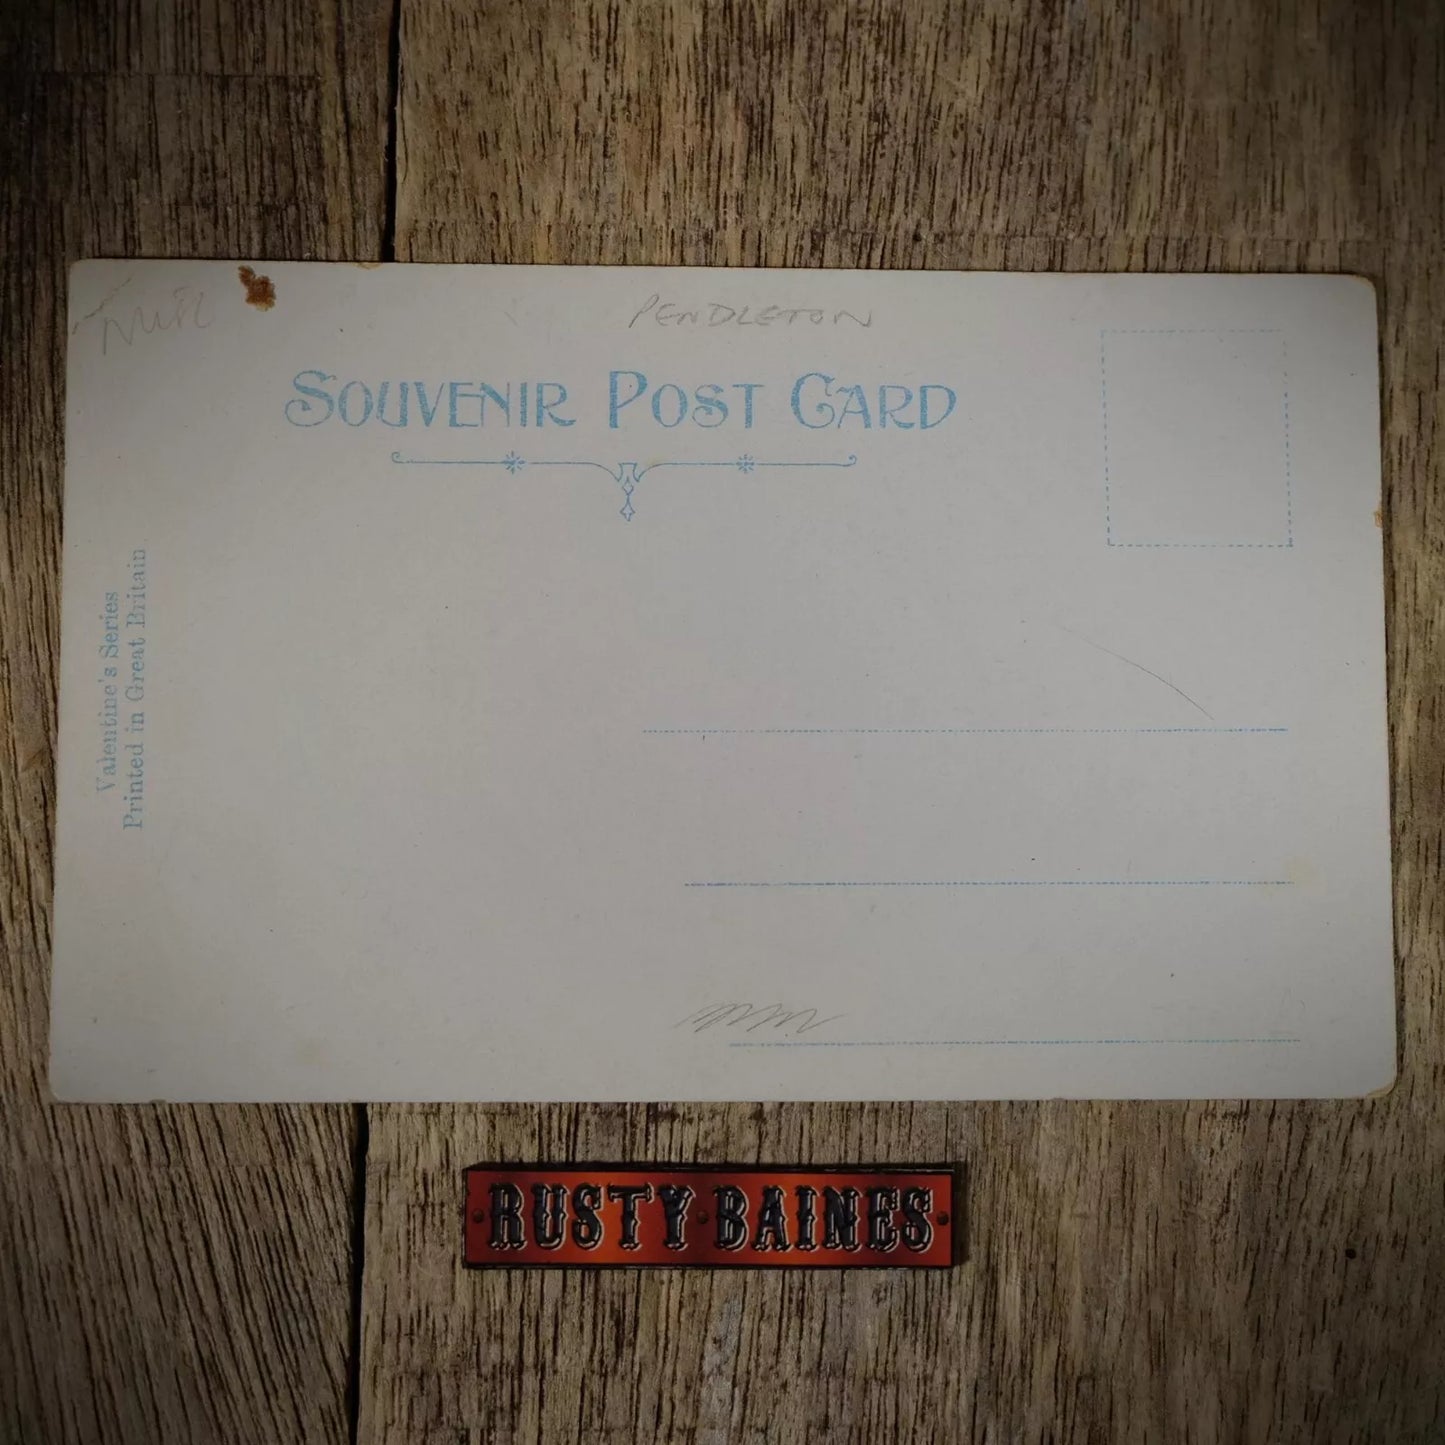 PENDLETON
SOUVENIR POST CARD
Valentine's Series
Printed in Great Britain
RUSTY BAINES